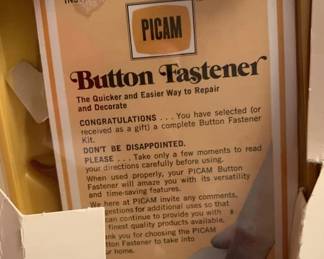 PICAM
Button Fastener
The Quicker and Easier Way to Repair
and Decorate
CONGRATULATIONS . . . You have selected (or
received as a gift) a complete Button Fastener
Kit.
DON'T BE DISAPPOINTED.
PLEASE . . . Take only a few moments to read
your directions carefully before using.
When used properly, your PICAM Button
Fastener will amaze you with its versatility
and time-saving features.
We here at PICAM invite any comments,
questions for additional uses so that
can continue to provide you with
finest quality products available,
you for choosing the PICAM
Fastener to take into
home.